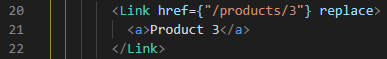 20 <Link href={"/products/3"} replace>
21 <a>Product 3</a>
22 </Link>